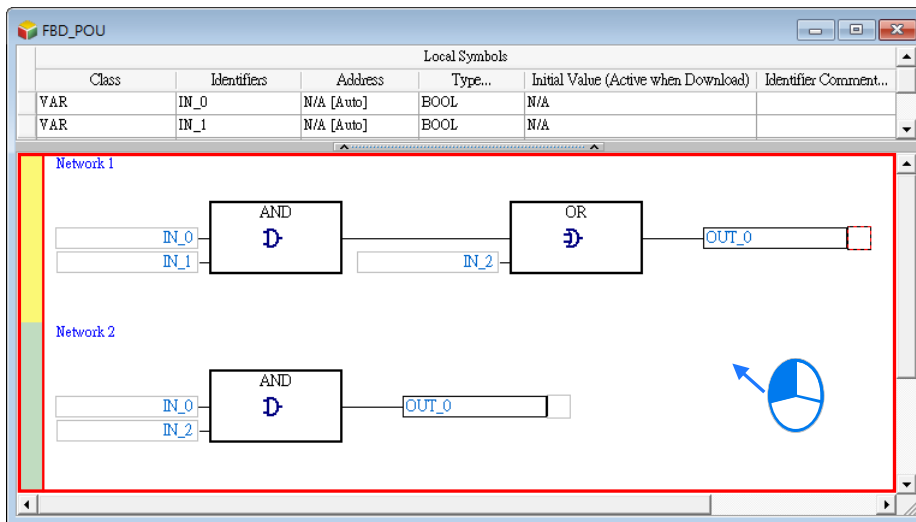 FBD_POU
Local Symbols
Class Identifiers Address Type... Initial Value (Active when Download) Identifier Comment...
VAR IN_0 N/A [Auto] BOOL N/A
VAR IN_1 N/A [Auto] BOOL N/A
Network 1
AND OR
IN_0 OUT_0
IN_1 IN_2
Network 2
AND
IN_0 OUT_0
IN_2